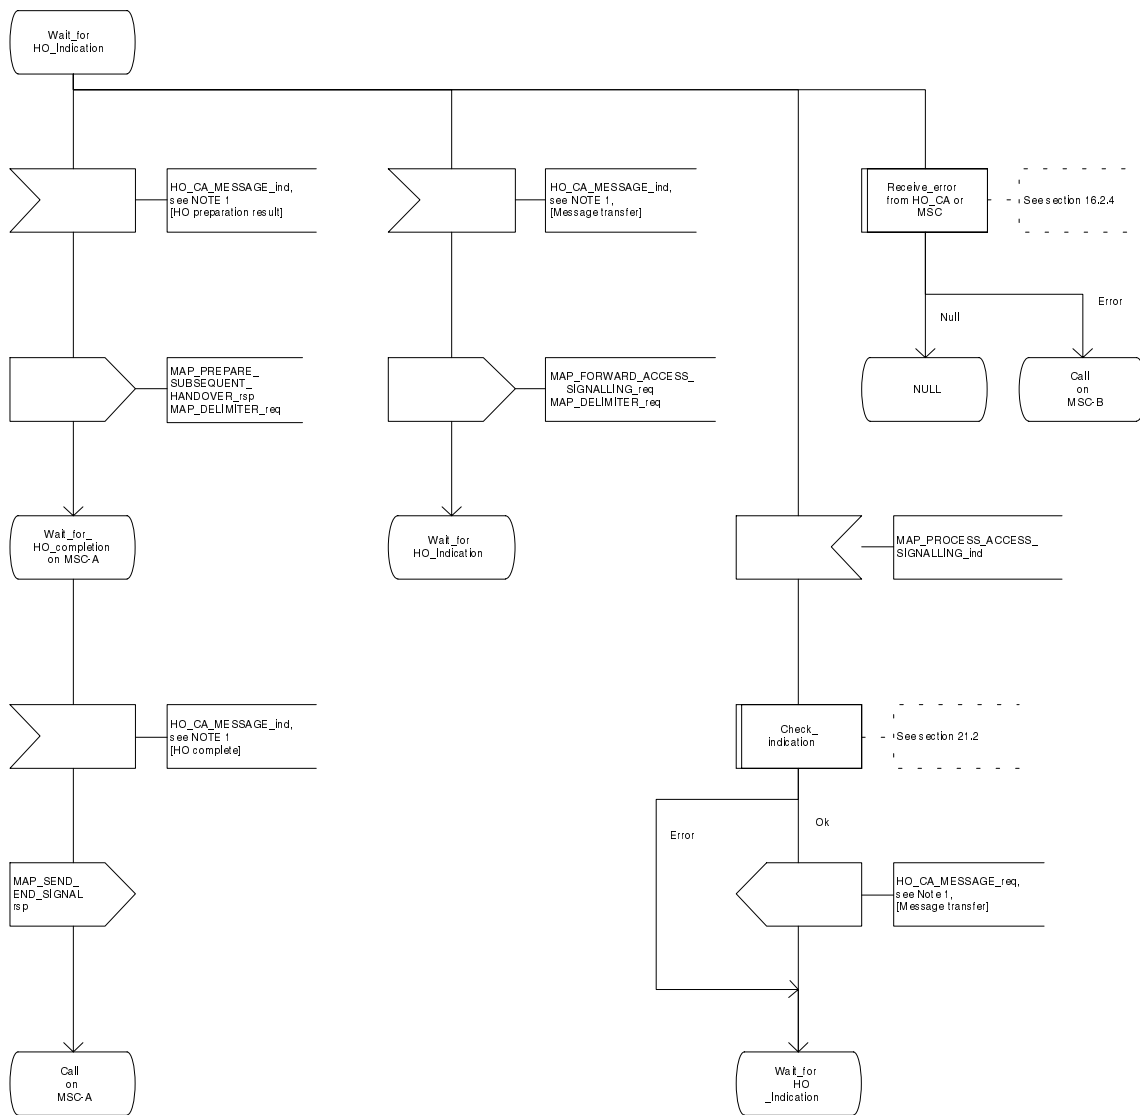 Wait_for
HO_Indication
HO_CA_MESSAGE_ind,
see NOTE 1
[HO preparation result]
HO_CA_MESSAGE_ind,
see NOTE 1,
[Message transfer]
Receive_error
from HO_CA or
MSC
See section 16.2.4
Null
Error
MAP_PREPARE_
SUBSEQUENT_
HANDOVER_rsp
MAP_DELIMITER_req
MAP_FORWARD_ACCESS_
SIGNALLING_req
MAP_DELIMITER_req
NULL
Call
on
MSC-B
Wait_for_
HO_completion
on MSC-A
Wait_for
HO_Indication
MAP_PROCESS_ACCESS_
SIGNALLING_ind
HO_CA_MESSAGE_ind,
see NOTE 1
[HO complete]
Check_
indication
See section 21.2
Error
Ok
MAP_SEND_
END_SIGNAL
rsp
HO_CA_MESSAGE_req,
see Note 1,
[Message transfer]
Call
on
MSC-A
Wait_for
HO
_Indication